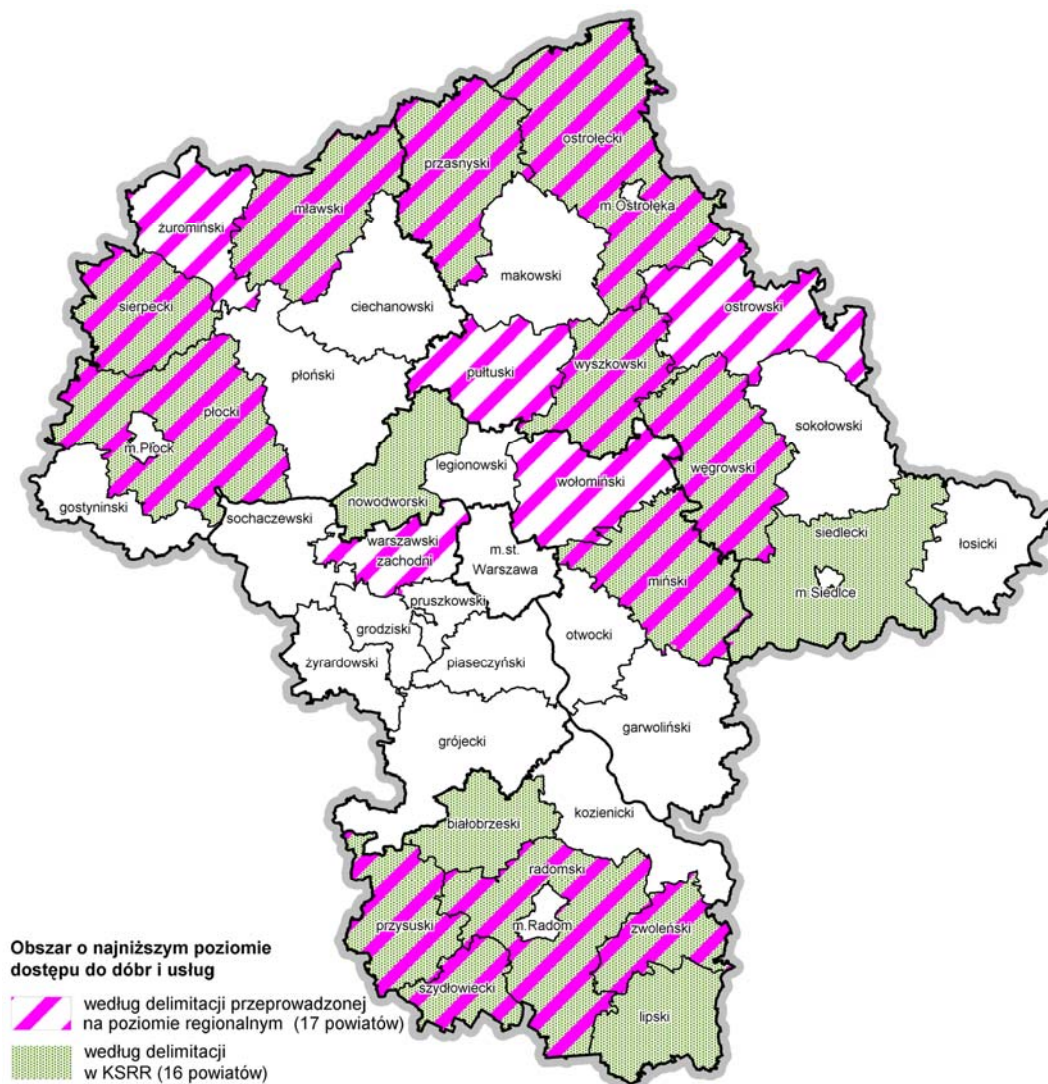 ostrołęcki
przasnyski
m.Ostrołęka
mławski
żuromiński
makowski
sierpecki
ciechanowski
ostrowski
wyszkowski
pułtuski
płoński
płocki
sokołowski
m.Płock
legionowski
węgrowski
wołomiński
nowodworski
gostyninski
sochaczewski
siedlecki
łosicki
warszawski
zachodni
m.st.
Warszawa
miński
m.Siedlce
pruszkowski
grodziski
otwocki
żyrardowski
piaseczyński
garwoliński
grójecki
kozienicki
białobrzeski
radomski
przysuski
m.Radom
zwoleński
szydłowiecki
lipski
Obszar o najniższym poziomie
dostępu do dóbr i usług
według delimitacji przeprowadzonej
na poziomie regionalnym (17 powiatów)
według delimitacji
w KSRR (16 powiatów)